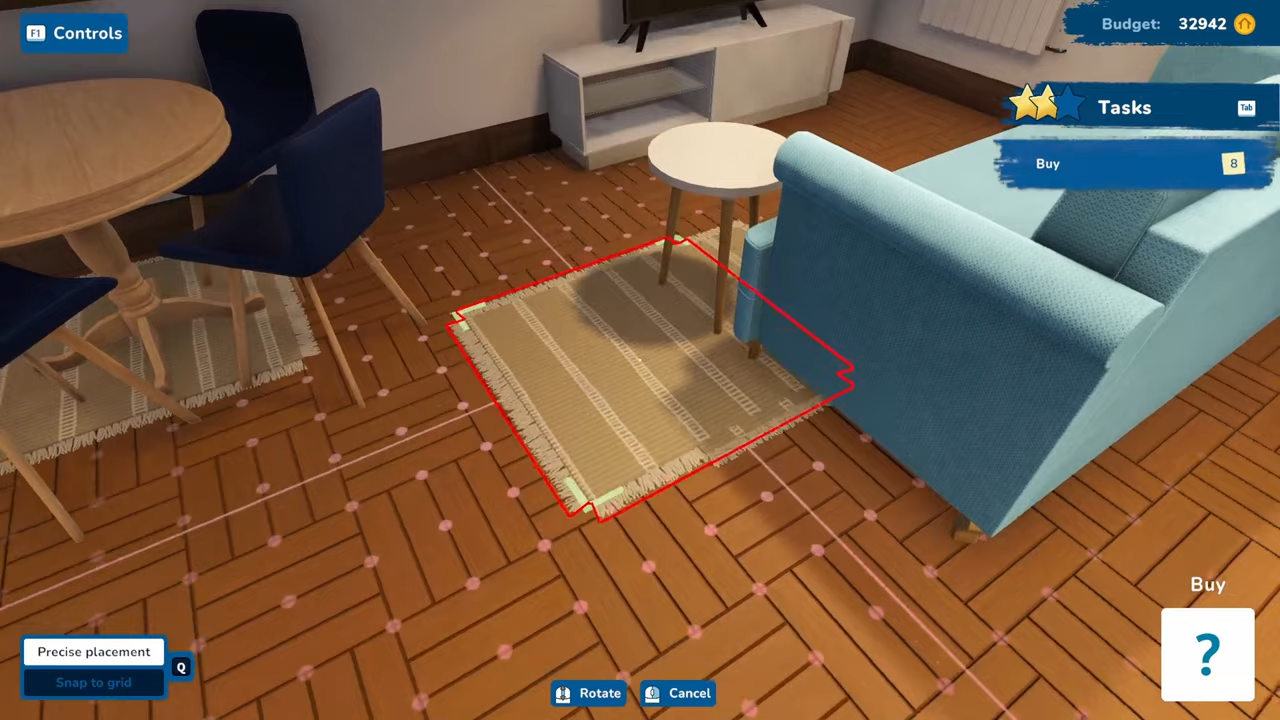 F1 Controls
Budget: 32942
Tasks Tab
Buy 8
Buy
?
Precise placement
Snap to grid
Q
Rotate Cancel